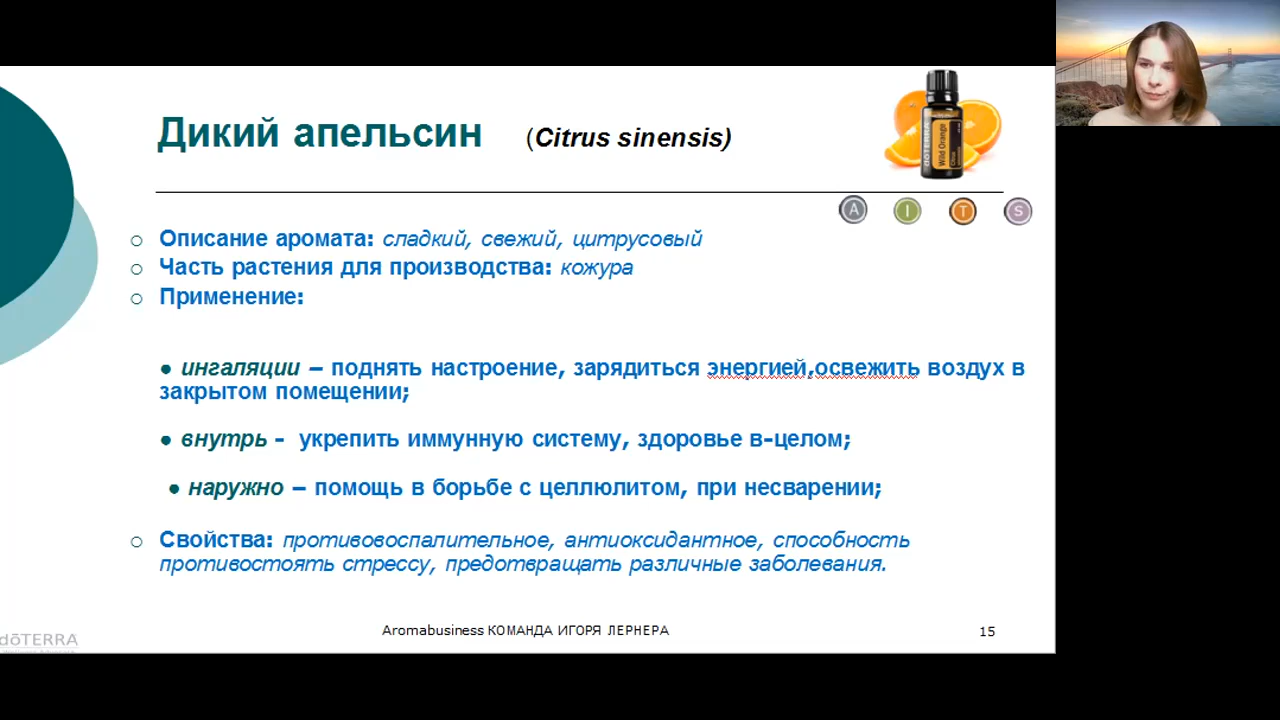 Дикий апельсин (Citrus sinensis)
dōTERRA
Wild Orange
Citrus
A I T S
Описание аромата: сладкий, свежий, цитрусовый
Часть растения для производства: кожура
Применение:
● ингаляции – поднять настроение, зарядиться энергией,освежить воздух в
закрытом помещении;
● внутрь - укрепить иммунную систему, здоровье в-целом;
● наружно – помощь в борьбе с целлюлитом, при несварении;
Свойства: противовоспалительное, антиоксидантное, способность
противостоять стрессу, предотвращать различные заболевания.
dōTERRA
Aromabusiness КОМАНДА ИГОРЯ ЛЕРНЕРА
15